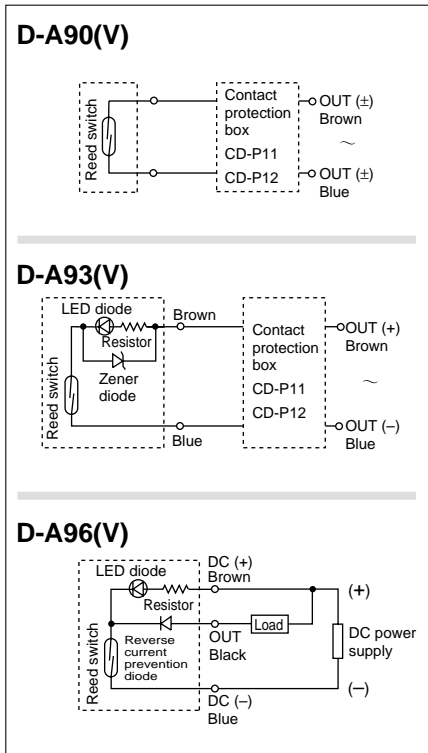 D-A90(V)
Reed switch
Contact
protection
box
CD-P11
CD-P12
OUT (±)
Brown
~
OUT (±)
Blue
D-A93(V)
LED diode
Resistor
Zener
diode
Reed switch
Brown
Blue
Contact
protection
box
CD-P11
CD-P12
OUT (+)
Brown
~
OUT (–)
Blue
D-A96(V)
LED diode
Resistor
Reverse
current
prevention
diode
Reed switch
DC (+)
Brown
OUT
Black
Load
DC (–)
Blue
(+)
DC power
supply
(–)